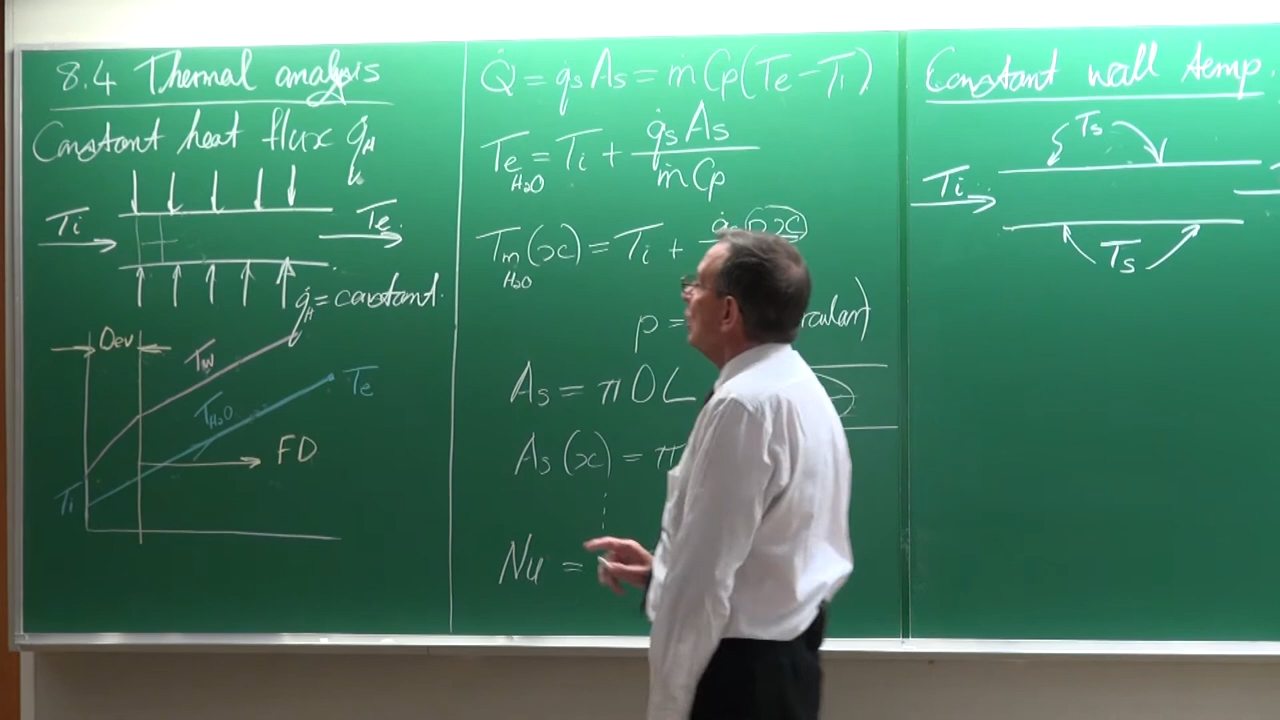 8.4 Thermal analysis
Constant heat flux q̇H
Ti
Te
q̇H = constant.
Dev
Tw
TH2O
Te
FD
Ti
Q̇ = q̇s As = ṁ Cp (Te – Ti)
Te H2O = Ti + q̇s As / ṁ Cp
Tm H2O (x) = Ti +
p =
As = π D L
As (x) = π
Nu =
Constant wall temp.
Ts
Ti
Ts